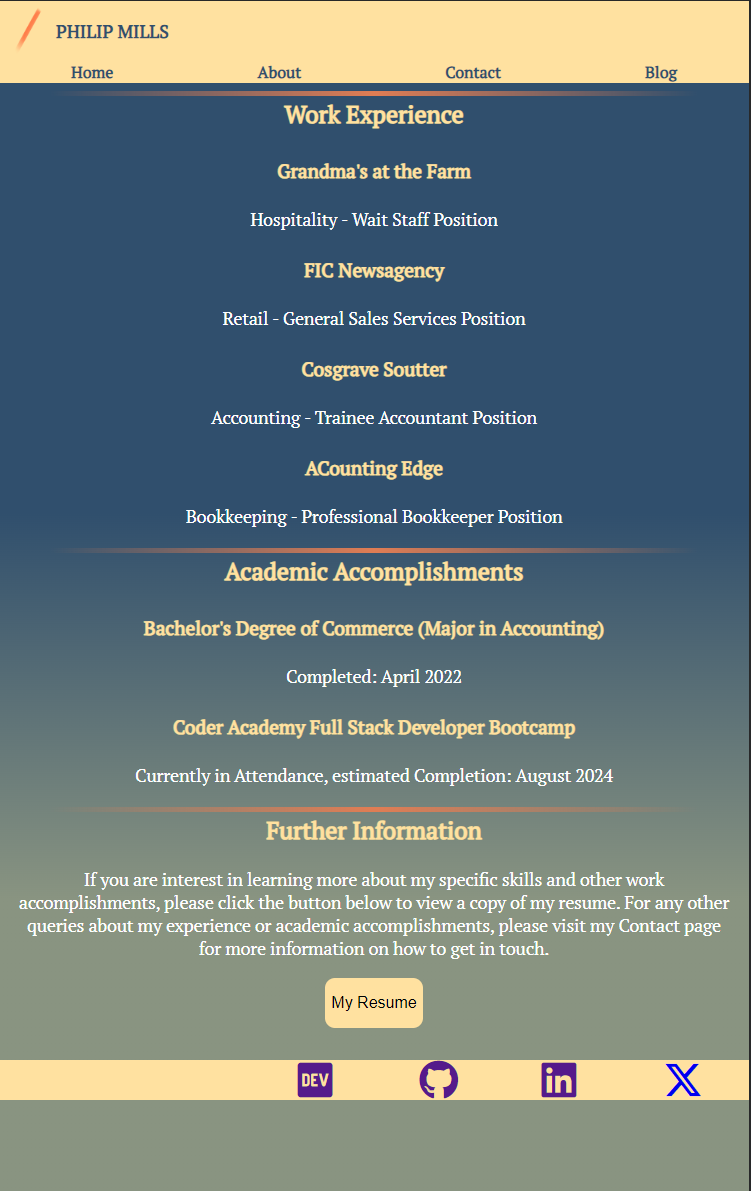 PHILIP MILLS
Home About Contact Blog
Work Experience
Grandma's at the Farm
Hospitality - Wait Staff Position
FIC Newsagency
Retail - General Sales Services Position
Cosgrave Soutter
Accounting - Trainee Accountant Position
ACounting Edge
Bookkeeping - Professional Bookkeeper Position
Academic Accomplishments
Bachelor's Degree of Commerce (Major in Accounting)
Completed: April 2022
Coder Academy Full Stack Developer Bootcamp
Currently in Attendance, estimated Completion: August 2024
Further Information
If you are interest in learning more about my specific skills and other work
accomplishments, please click the button below to view a copy of my resume. For any other
queries about my experience or academic accomplishments, please visit my Contact page
for more information on how to get in touch.
My Resume
DEV in X